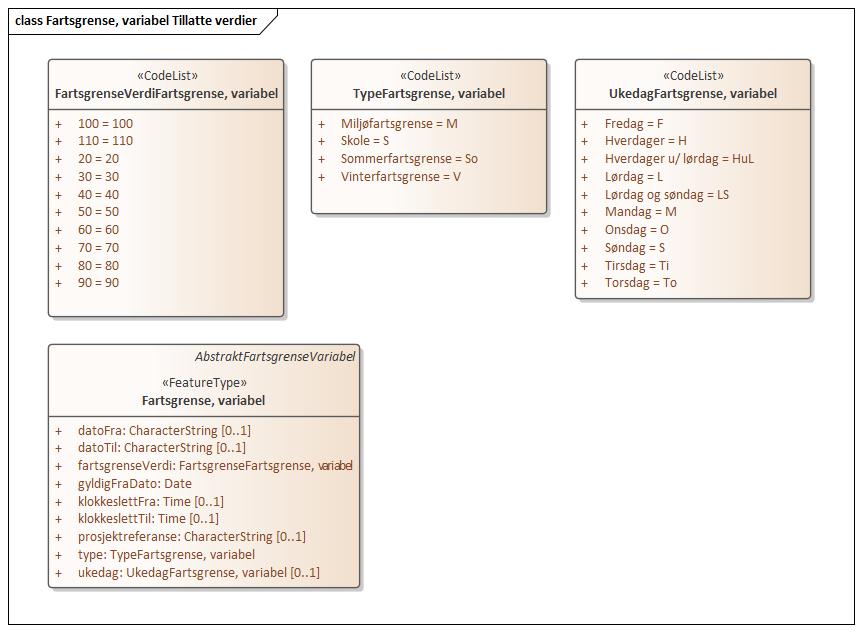 class Fartsgrense, variabel Tillatte verdier
«CodeList»
FartsgrenseVerdiFartsgrense, variabel
+ 100 = 100
+ 110 = 110
+ 20 = 20
+ 30 = 30
+ 40 = 40
+ 50 = 50
+ 60 = 60
+ 70 = 70
+ 80 = 80
+ 90 = 90
«CodeList»
TypeFartsgrense, variabel
+ Miljøfartsgrense = M
+ Skole = S
+ Sommerfartsgrense = So
+ Vinterfartsgrense = V
«CodeList»
UkedagFartsgrense, variabel
+ Fredag = F
+ Hverdager = H
+ Hverdager u/ lørdag = HuL
+ Lørdag = L
+ Lørdag og søndag = LS
+ Mandag = M
+ Onsdag = O
+ Søndag = S
+ Tirsdag = Ti
+ Torsdag = To
AbstraktFartsgrenseVariabel
«FeatureType»
Fartsgrense, variabel
+ datoFra: CharacterString [0..1]
+ datoTil: CharacterString [0..1]
+ fartsgrenseVerdi: FartsgrenseFartsgrense, variabel
+ gyldigFraDato: Date
+ klokkeslettFra: Time [0..1]
+ klokkeslettTil: Time [0..1]
+ prosjektreferanse: CharacterString [0..1]
+ type: TypeFartsgrense, variabel
+ ukedag: UkedagFartsgrense, variabel [0..1]